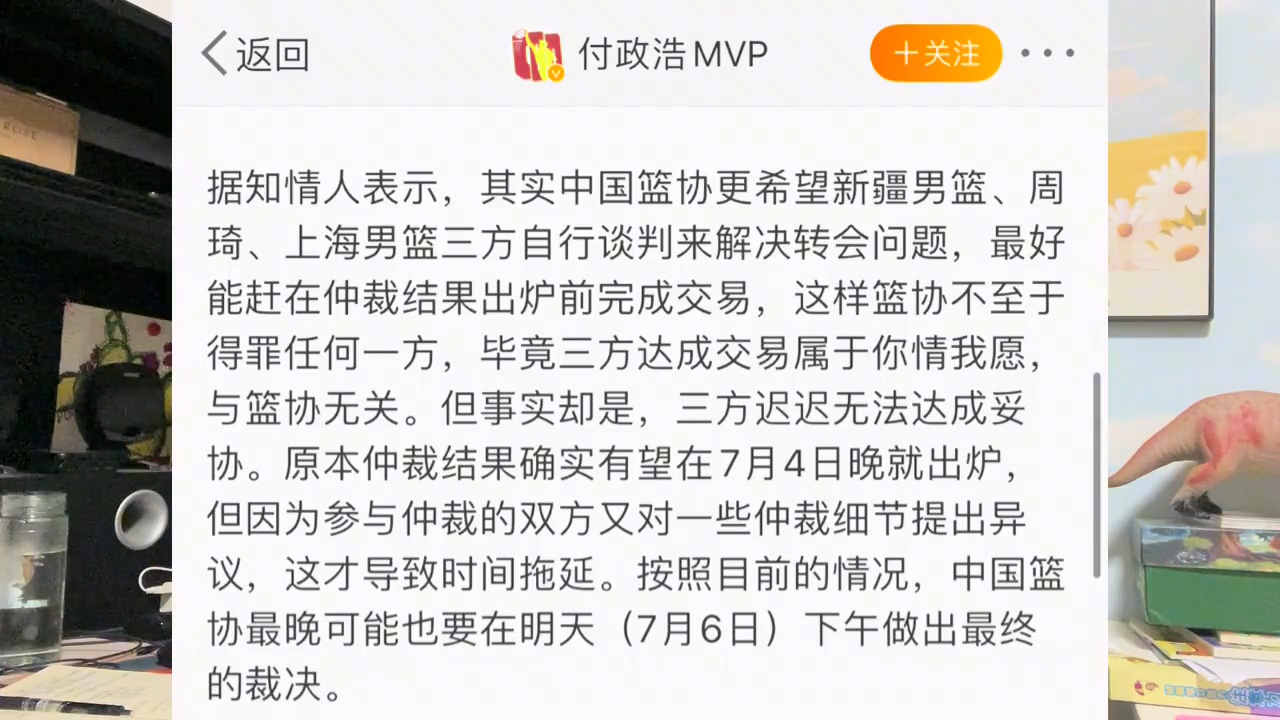 ROSE
返回
付政浩MVP
+关注
据知情人表示，其实中国篮协更希望新疆男篮、周
琦、上海男篮三方自行谈判来解决转会问题，最好
能赶在仲裁结果出炉前完成交易，这样篮协不至于
得罪任何一方，毕竟三方达成交易属于你情我愿，
与篮协无关。但事实却是，三方迟迟无法达成妥
协。原本仲裁结果确实有望在7月4日晚就出炉，
但因为参与仲裁的双方又对一些仲裁细节提出异
议，这才导致时间拖延。按照目前的情况，中国篮
协最晚可能也要在明天（7月6日）下午做出最终
的裁决。